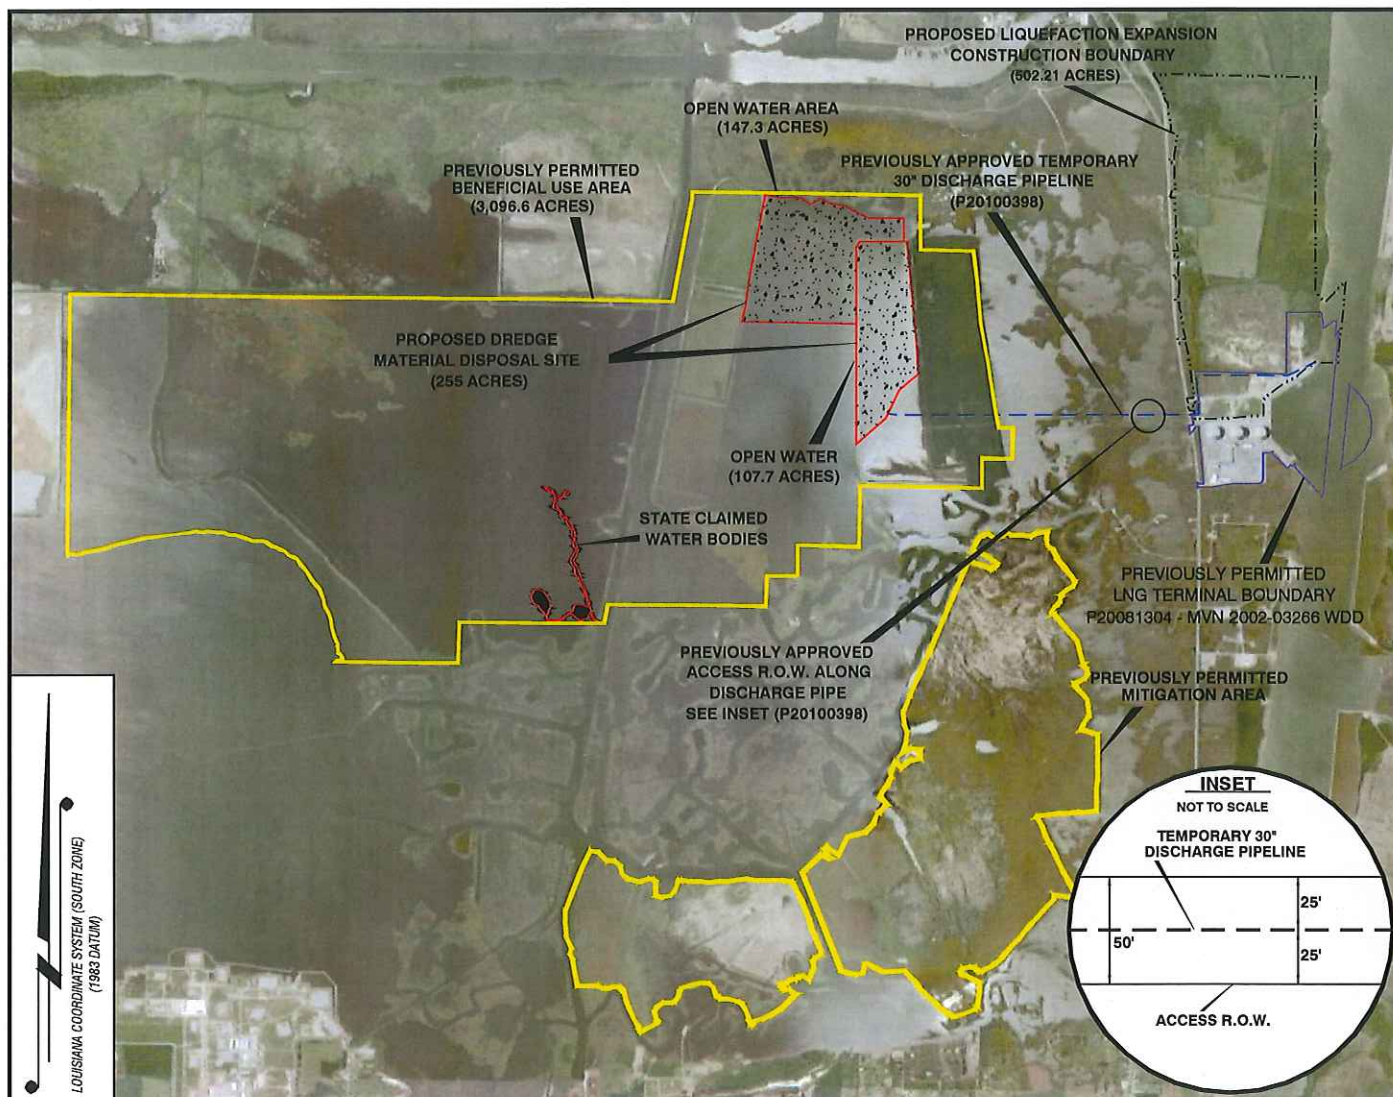 PROPOSED LIQUEFACTION EXPANSION
CONSTRUCTION BOUNDARY
(502.21 ACRES)
OPEN WATER AREA
(147.3 ACRES)
PREVIOUSLY APPROVED TEMPORARY
30" DISCHARGE PIPELINE
(P20100398)
PREVIOUSLY PERMITTED
BENEFICIAL USE AREA
(3,096.6 ACRES)
PROPOSED DREDGE
MATERIAL DISPOSAL SITE
(255 ACRES)
OPEN WATER
(107.7 ACRES)
STATE CLAIMED
WATER BODIES
PREVIOUSLY PERMITTED
LNG TERMINAL BOUNDARY
P20081304 - MVN 2002-03266 WDD
PREVIOUSLY APPROVED
ACCESS R.O.W. ALONG
DISCHARGE PIPE
SEE INSET (P20100398)
PREVIOUSLY PERMITTED
MITIGATION AREA
INSET
NOT TO SCALE
TEMPORARY 30"
DISCHARGE PIPELINE
25'
50'
25'
ACCESS R.O.W.
LOUISIANA COORDINATE SYSTEM (SOUTH ZONE)
(1983 DATUM)